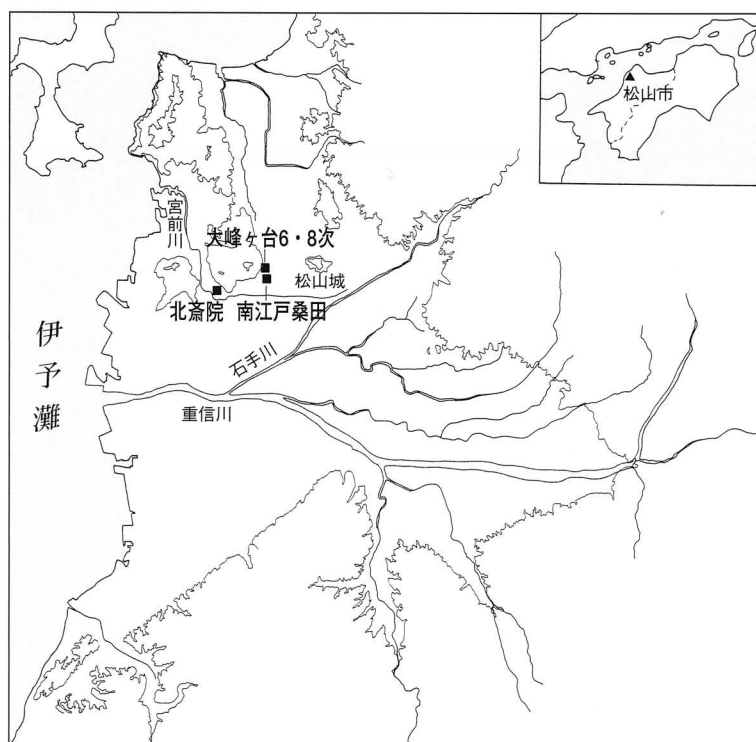 松山市
宮前川
大峰ヶ台6・8次
松山城
北斎院 南江戸桑田
伊予灘
石手川
重信川